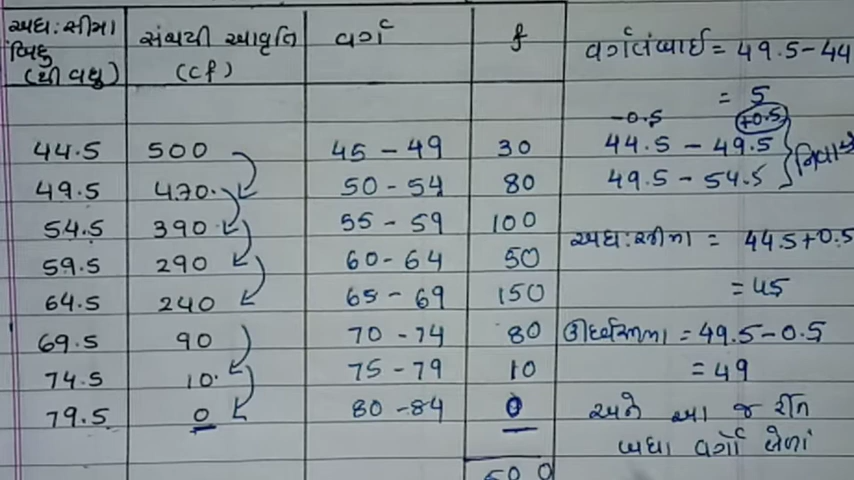 અધ:સીમા બિંદુ (થી વધુ) | સંચયી આવૃત્તિ (cf) | વર્ગ | f
44.5 | 500 | 45 - 49 | 30
49.5 | 470 | 50 - 54 | 80
54.5 | 390 | 55 - 59 | 100
59.5 | 290 | 60 - 64 | 50
64.5 | 240 | 65 - 69 | 150
69.5 | 90 | 70 - 74 | 80
74.5 | 10 | 75 - 79 | 10
79.5 | 0 | 80 - 84 | 0
500
વર્ગલંબાઈ = 49.5 - 44
= 5
-0.5 +0.5
44.5 - 49.5
49.5 - 54.5
અધ:સીમા = 44.5+0.5
= 45
ઊર્ધ્વસીમા = 49.5-0.5
= 49
અને આ જ રીત
બધા વર્ગો લેતાં